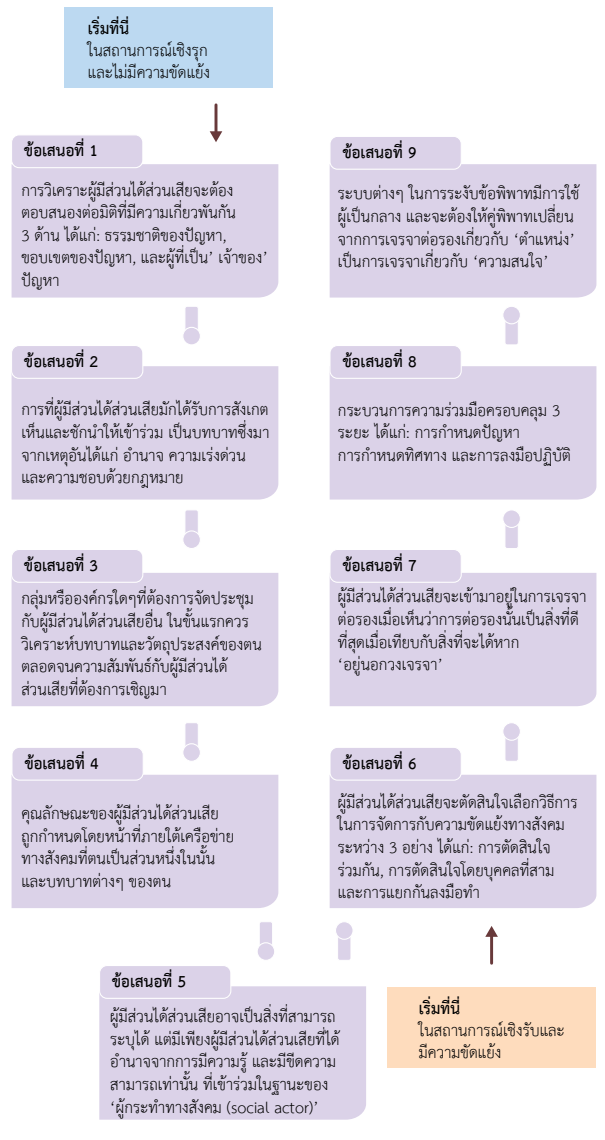 เริ่มที่นี่
ในสถานการณ์เชิงรุก
และไม่มีความขัดแย้ง
ข้อเสนอที่ 1
การวิเคราะห์ผู้มีส่วนได้ส่วนเสียจะต้อง
ตอบสนองต่อมิติที่มีความเกี่ยวพันกัน
3 ด้าน ได้แก่: ธรรมชาติของปัญหา,
ขอบเขตของปัญหา, และผู้ที่เป็น' เจ้าของ'
ปัญหา
ข้อเสนอที่ 2
การที่ผู้มีส่วนได้ส่วนเสียมักได้รับการสังเกต
เห็นและชักนำให้เข้าร่วม เป็นบทบาทซึ่งมา
จากเหตุอันได้แก่ อำนาจ ความเร่งด่วน
และความชอบด้วยกฎหมาย
ข้อเสนอที่ 3
กลุ่มหรือองค์กรใดๆที่ต้องการจัดประชุม
กับผู้มีส่วนได้ส่วนเสียอื่น ในขั้นแรกควร
วิเคราะห์บทบาทและวัตถุประสงค์ของตน
ตลอดจนความสัมพันธ์กับผู้มีส่วนได้
ส่วนเสียที่ต้องการเชิญมา
ข้อเสนอที่ 4
คุณลักษณะของผู้มีส่วนได้ส่วนเสีย
ถูกกำหนดโดยหน้าที่ภายใต้เครือข่าย
ทางสังคมที่ตนเป็นส่วนหนึ่งในนั้น
และบทบาทต่างๆ ของตน
ข้อเสนอที่ 5
ผู้มีส่วนได้ส่วนเสียอาจเป็นสิ่งที่สามารถ
ระบุได้ แต่มีเพียงผู้มีส่วนได้ส่วนเสียที่ได้
อำนาจจากการมีความรู้ และมีขีดความ
สามารถเท่านั้น ที่เข้าร่วมในฐานะของ
'ผู้กระทำทางสังคม (social actor)'
เริ่มที่นี่
ในสถานการณ์เชิงรับและ
มีความขัดแย้ง
ข้อเสนอที่ 6
ผู้มีส่วนได้ส่วนเสียจะตัดสินใจเลือกวิธีการ
ในการจัดการกับความขัดแย้งทางสังคม
ระหว่าง 3 อย่าง ได้แก่: การตัดสินใจ
ร่วมกัน, การตัดสินใจโดยบุคคลที่สาม
และการแยกกันลงมือทำ
ข้อเสนอที่ 7
ผู้มีส่วนได้ส่วนเสียจะเข้ามาอยู่ในการเจรจา
ต่อรองเมื่อเห็นว่าการต่อรองนั้นเป็นสิ่งที่ดี
ที่สุดเมื่อเทียบกับสิ่งที่จะได้หาก
'อยู่นอกวงเจรจา'
ข้อเสนอที่ 8
กระบวนการความร่วมมือครอบคลุม 3
ระยะ ได้แก่: การกำหนดปัญหา
การกำหนดทิศทาง และการลงมือปฏิบัติ
ข้อเสนอที่ 9
ระบบต่างๆ ในการระงับข้อพิพาทมีการใช้
ผู้เป็นกลาง และจะต้องให้คู่พิพาทเปลี่ยน
จากการเจรจาต่อรองเกี่ยวกับ 'ตำแหน่ง'
เป็นการเจรจาเกี่ยวกับ 'ความสนใจ'